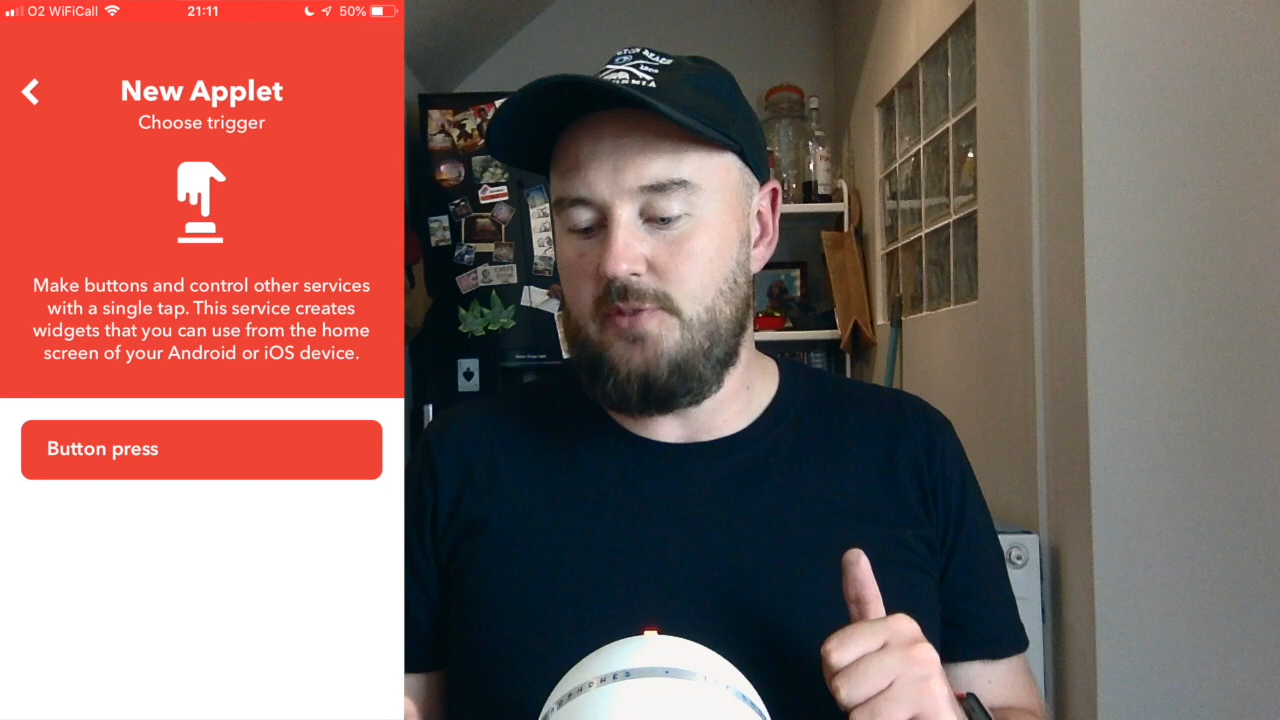 O2 WiFiCall
21:11
50%
New Applet
Choose trigger
Make buttons and control other services
with a single tap. This service creates
widgets that you can use from the home
screen of your Android or iOS device.
Button press